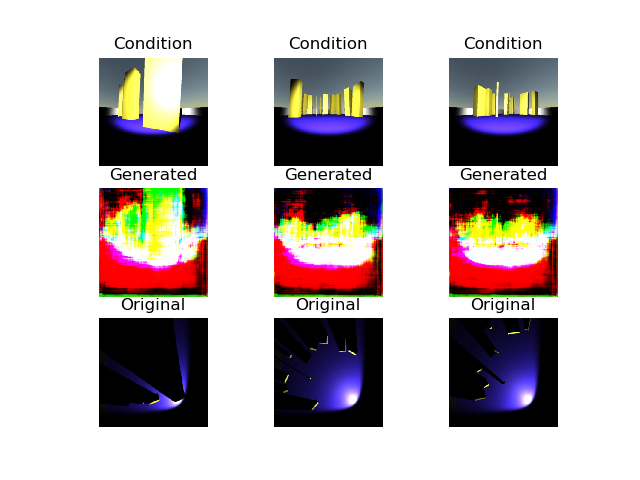 Condition Condition Condition
Generated Generated Generated
Original Original Original